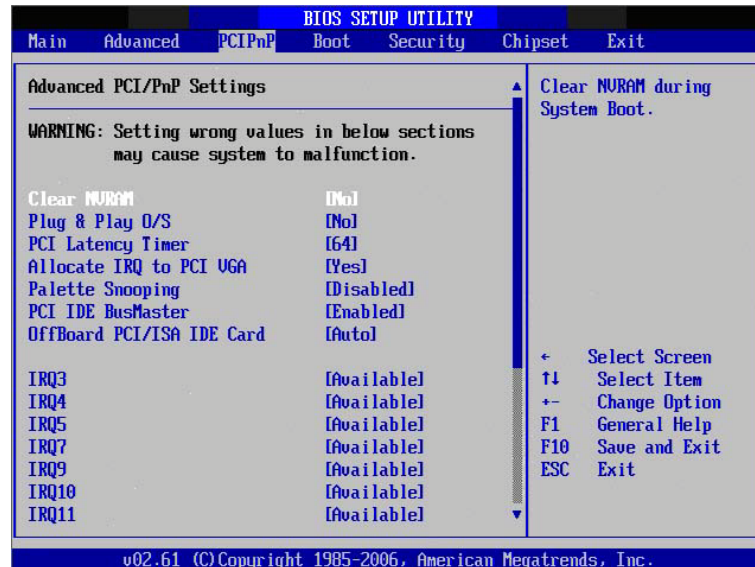 BIOS SETUP UTILITY
Main Advanced PCIPnP Boot Security Chipset Exit
Advanced PCI/PnP Settings
WARNING: Setting wrong values in below sections
may cause system to malfunction.
Clear NVRAM [No]
Plug & Play O/S [No]
PCI Latency Timer [64]
Allocate IRQ to PCI VGA [Yes]
Palette Snooping [Disabled]
PCI IDE BusMaster [Enabled]
OffBoard PCI/ISA IDE Card [Auto]
IRQ3 [Available]
IRQ4 [Available]
IRQ5 [Available]
IRQ7 [Available]
IRQ9 [Available]
IRQ10 [Available]
IRQ11 [Available]
Clear NVRAM during
System Boot.
← Select Screen
↑↓ Select Item
+- Change Option
F1 General Help
F10 Save and Exit
ESC Exit
v02.61 (C)Copyright 1985-2006, American Megatrends, Inc.